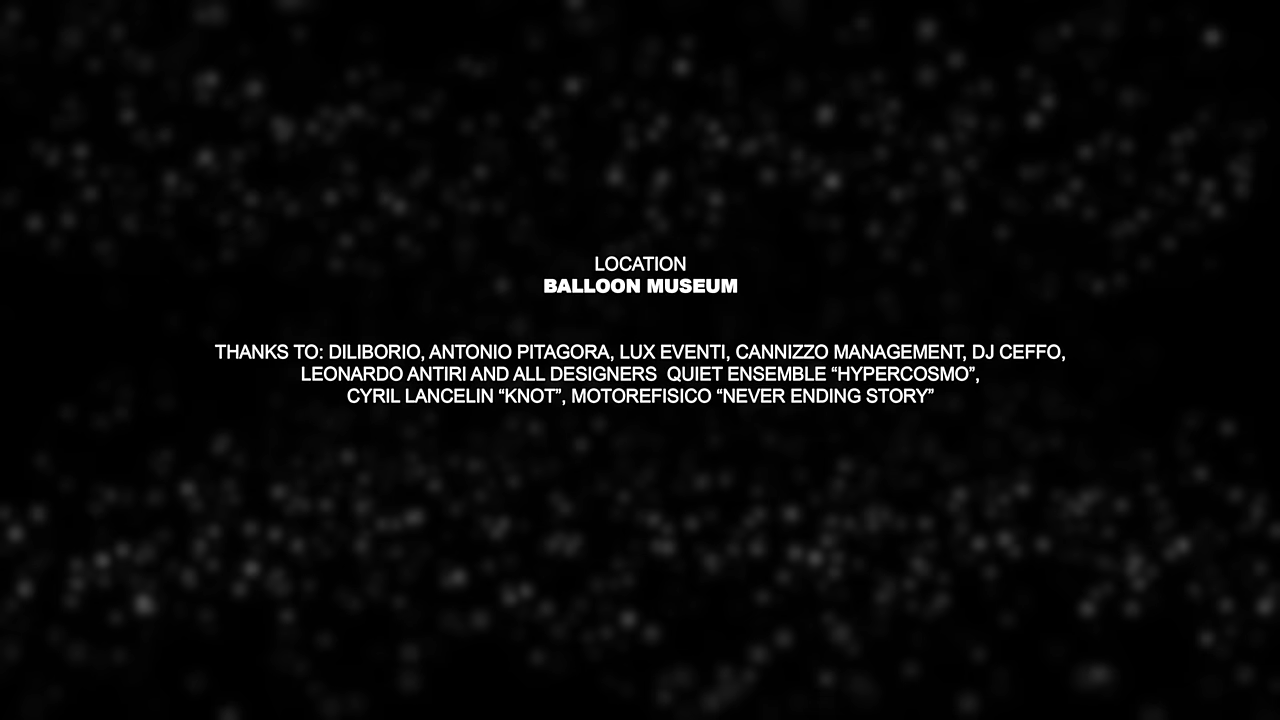 LOCATION
BALLOON MUSEUM
THANKS TO: DILIBORIO, ANTONIO PITAGORA, LUX EVENTI, CANNIZZO MANAGEMENT, DJ CEFFO,
LEONARDO ANTIRI AND ALL DESIGNERS  QUIET ENSEMBLE “HYPERCOSMO”,
CYRIL LANCELIN “KNOT”, MOTOREFISICO “NEVER ENDING STORY”